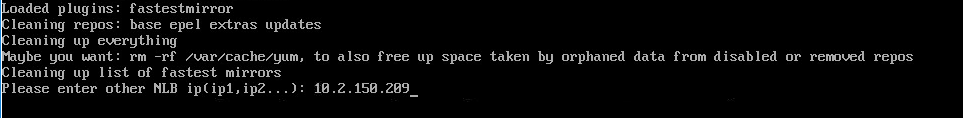 Loaded plugins: fastestmirror
Cleaning repos: base epel extras updates
Cleaning up everything
Maybe you want: rm -rf /var/cache/yum, to also free up space taken by orphaned data from disabled or removed repos
Cleaning up list of fastest mirrors
Please enter other NLB ip(ip1,ip2...): 10.2.150.209_